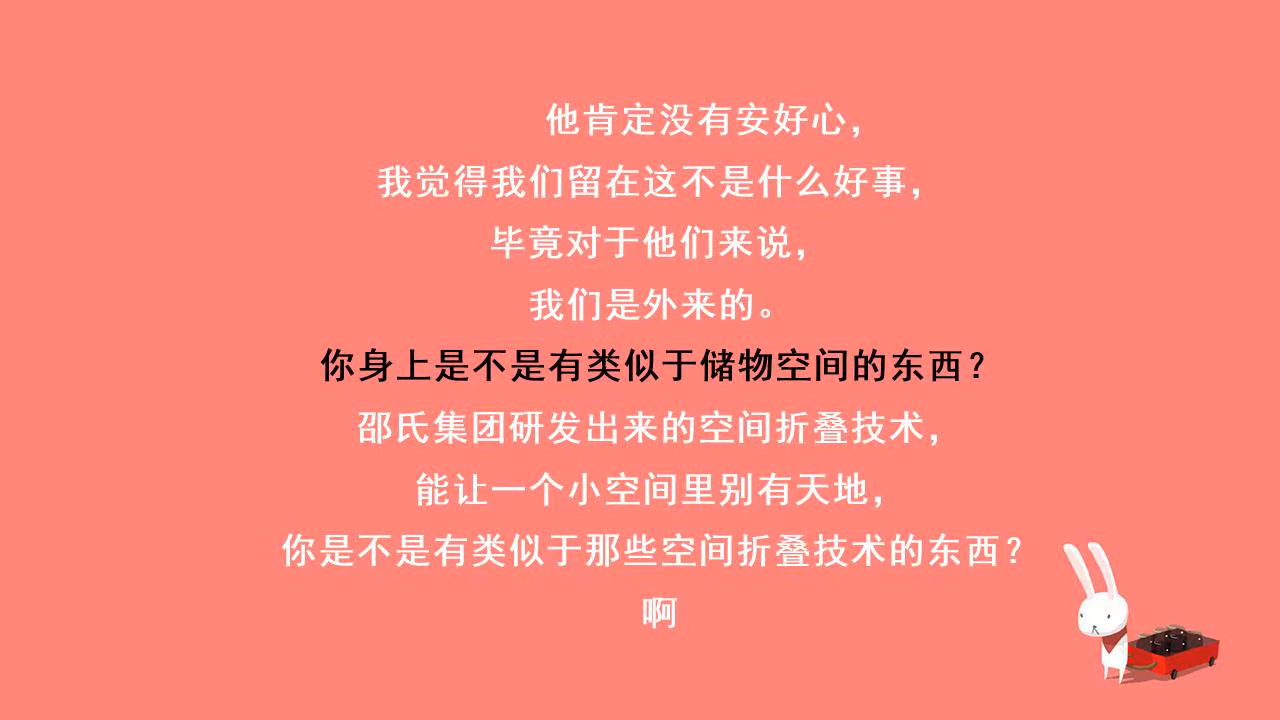 他肯定没有安好心，
我觉得我们留在这不是什么好事，
毕竟对于他们来说，
我们是外来的。
你身上是不是有类似于储物空间的东西？
邵氏集团研发出来的空间折叠技术，
能让一个小空间里别有天地，
你是不是有类似于那些空间折叠技术的东西？
啊